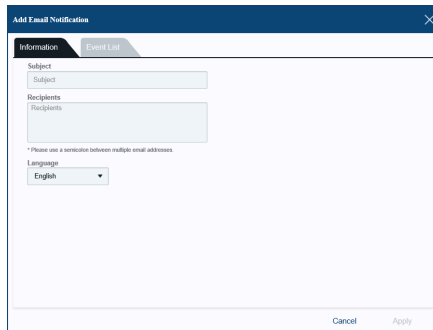 Add Email Notification
Information
Event List
Subject
Subject
Recipients
Recipients
* Please use a semicolon between multiple email addresses.
Language
English
Cancel
Apply